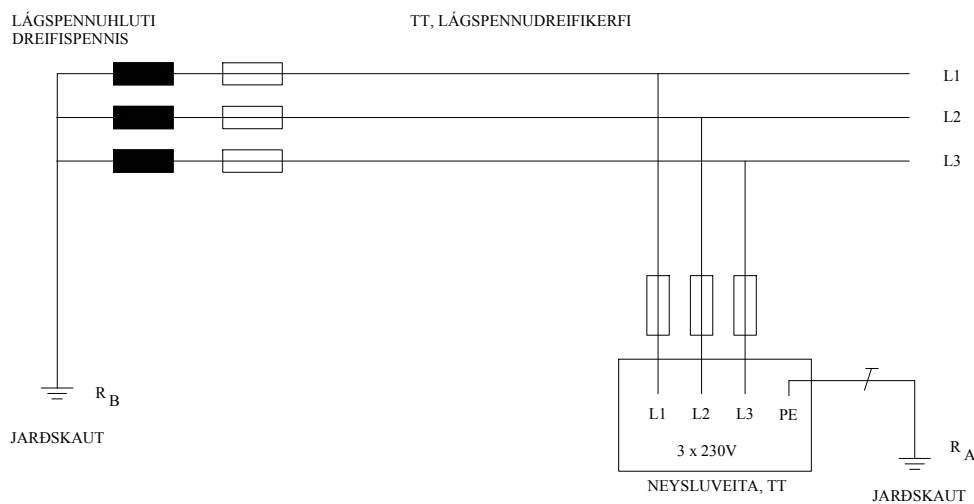 LÁGSPENNUHLUTI
DREIFISPENNIS
TT, LÁGSPENNUDREIFIKERFI
L1
L2
L3
R B
JARÐSKAUT
L1 L2 L3 PE
3 x 230V
NEYSLUVEITA, TT
R A
JARÐSKAUT